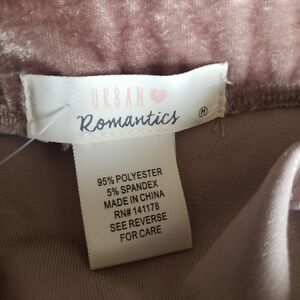 URBAN
Romantics M
95% POLYESTER
5% SPANDEX
MADE IN CHINA
RN# 141178
SEE REVERSE
FOR CARE